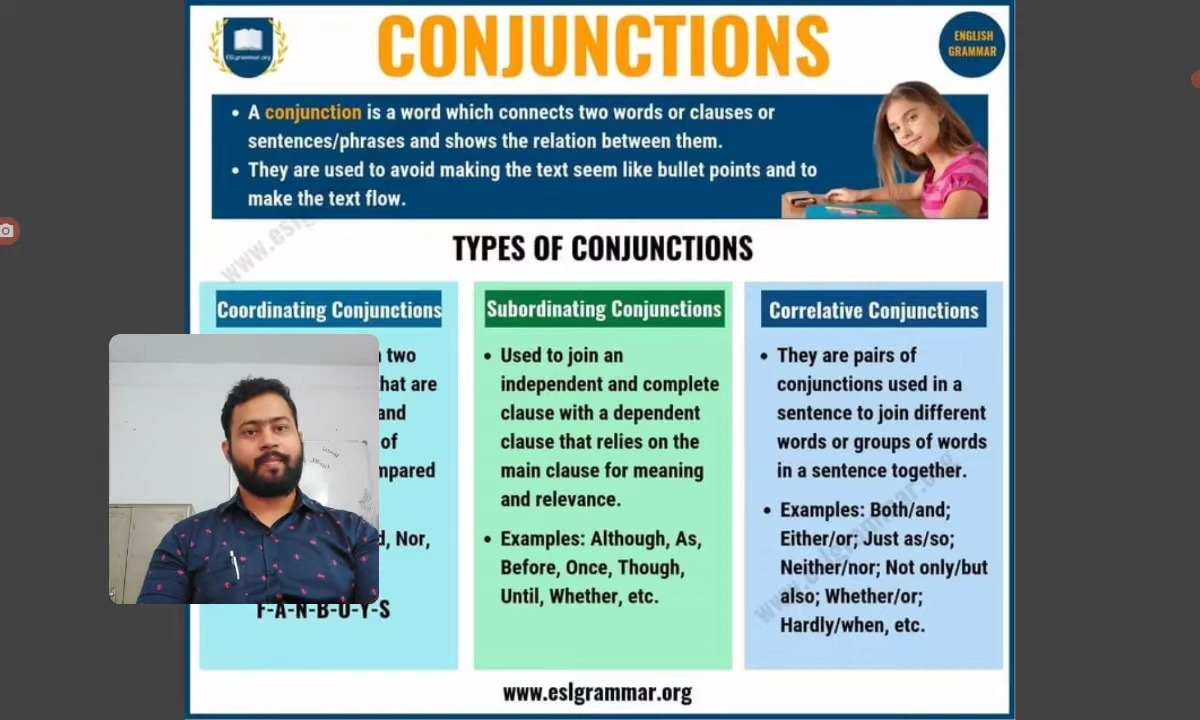 ESLgrammar.org
CONJUNCTIONS
ENGLISH
GRAMMAR
• A conjunction is a word which connects two words or clauses or
sentences/phrases and shows the relation between them.
• They are used to avoid making the text seem like bullet points and to
make the text flow.
TYPES OF CONJUNCTIONS
Coordinating Conjunctions
two
that are
and
of
Nor,
F-A-N-B-O-Y-S
Subordinating Conjunctions
• Used to join an
independent and complete
clause with a dependent
clause that relies on the
main clause for meaning
and relevance.
• Examples: Although, As,
Before, Once, Though,
Until, Whether, etc.
Correlative Conjunctions
• They are pairs of
conjunctions used in a
sentence to join different
words or groups of words
in a sentence together.
• Examples: Both/and;
Either/or; Just as/so;
Neither/nor; Not only/but
also; Whether/or;
Hardly/when, etc.
www.eslgrammar.org